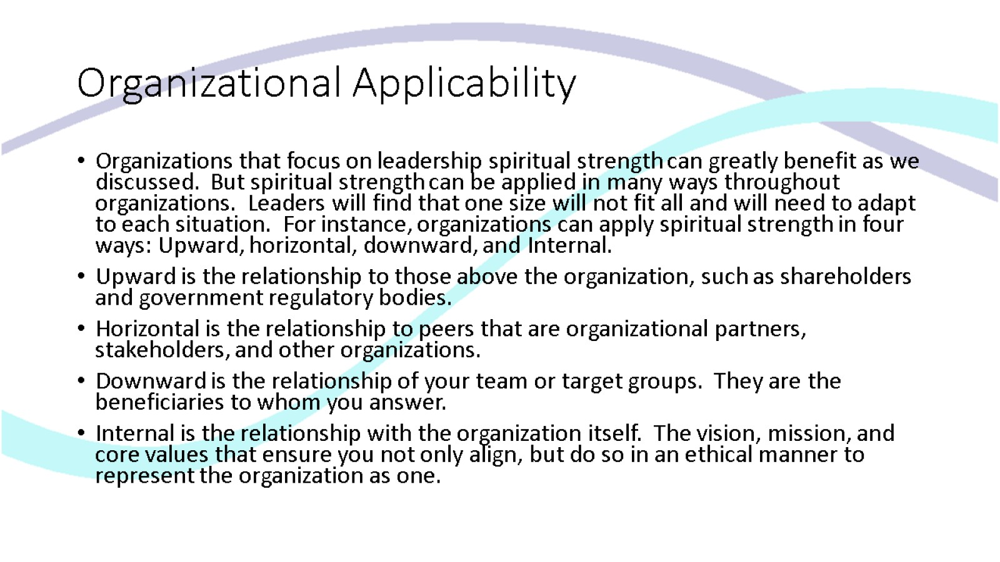 Organizational Applicability
• Organizations that focus on leadership spiritual strength can greatly benefit as we
discussed.  But spiritual strength can be applied in many ways throughout
organizations.  Leaders will find that one size will not fit all and will need to adapt
to each situation.  For instance, organizations can apply spiritual strength in four
ways: Upward, horizontal, downward, and Internal.
• Upward is the relationship to those above the organization, such as shareholders
and government regulatory bodies.
• Horizontal is the relationship to peers that are organizational partners,
stakeholders, and other organizations.
• Downward is the relationship of your team or target groups.  They are the
beneficiaries to whom you answer.
• Internal is the relationship with the organization itself.  The vision, mission, and
core values that ensure you not only align, but do so in an ethical manner to
represent the organization as one.